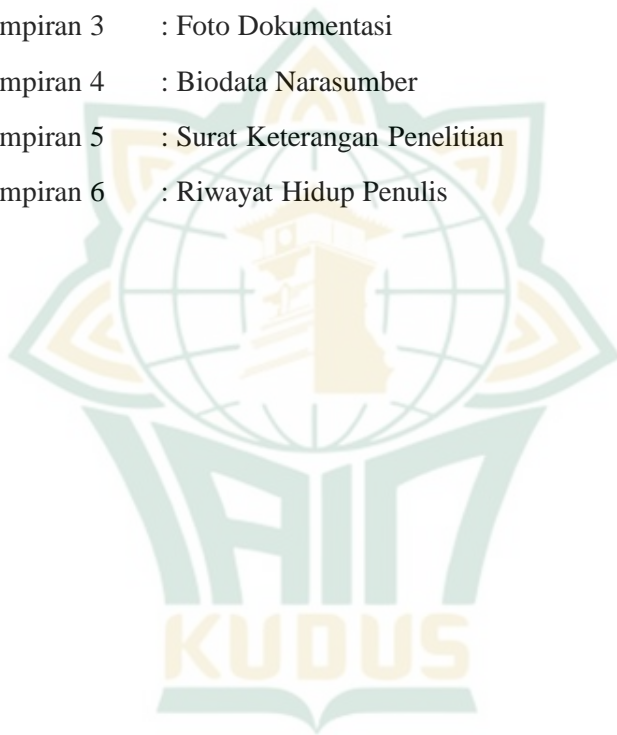 mpiran 3 : Foto Dokumentasi
mpiran 4 : Biodata Narasumber
mpiran 5 : Surat Keterangan Penelitian
mpiran 6 : Riwayat Hidup Penulis
IAIN
KUDUS